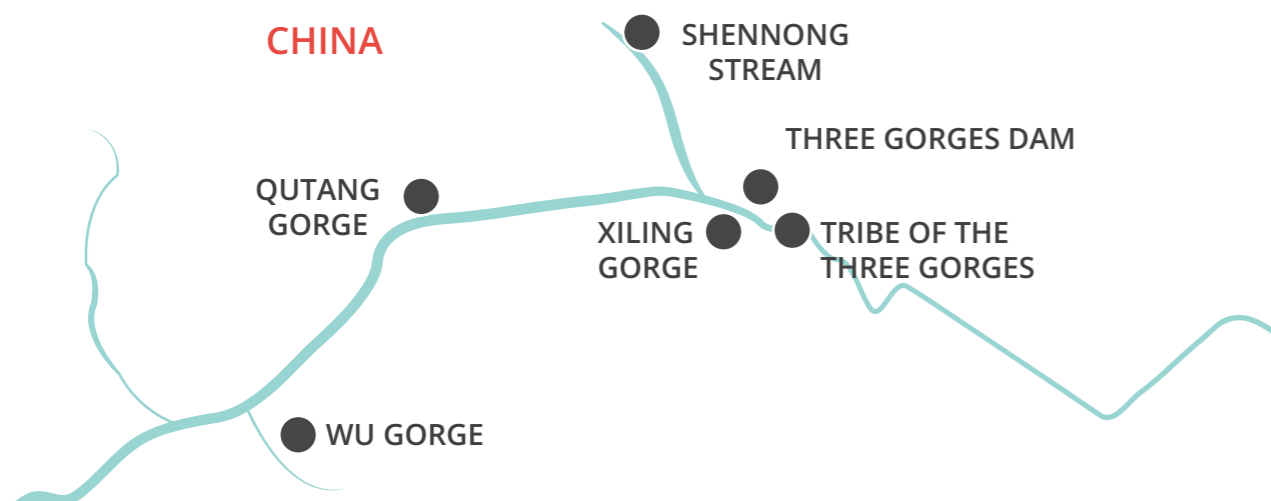 CHINA
SHENNONG
STREAM
THREE GORGES DAM
QUTANG
GORGE
XILING
GORGE
TRIBE OF THE
THREE GORGES
WU GORGE